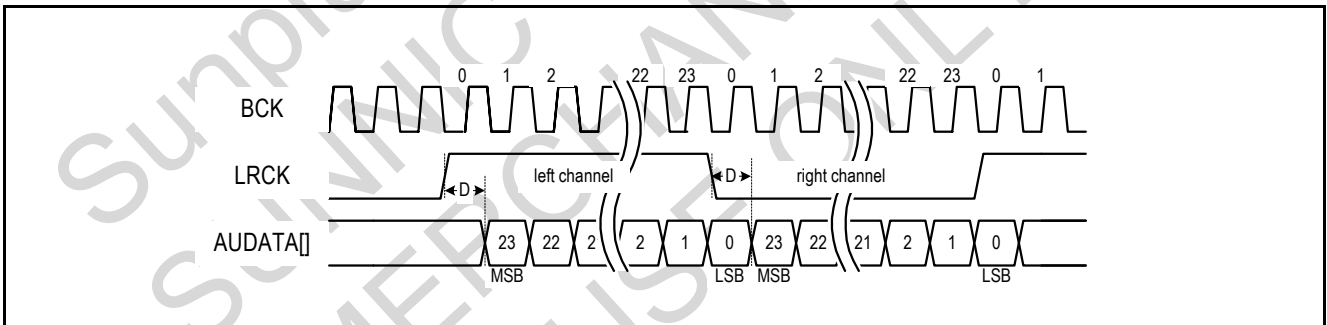 0 1 2 22 23 0 1 2 22 23 0 1
BCK
LRCK
left channel
right channel
D
D
AUDATA[]
23 22 2 2 1 0 23 22 21 2 1 0
MSB LSB MSB LSB